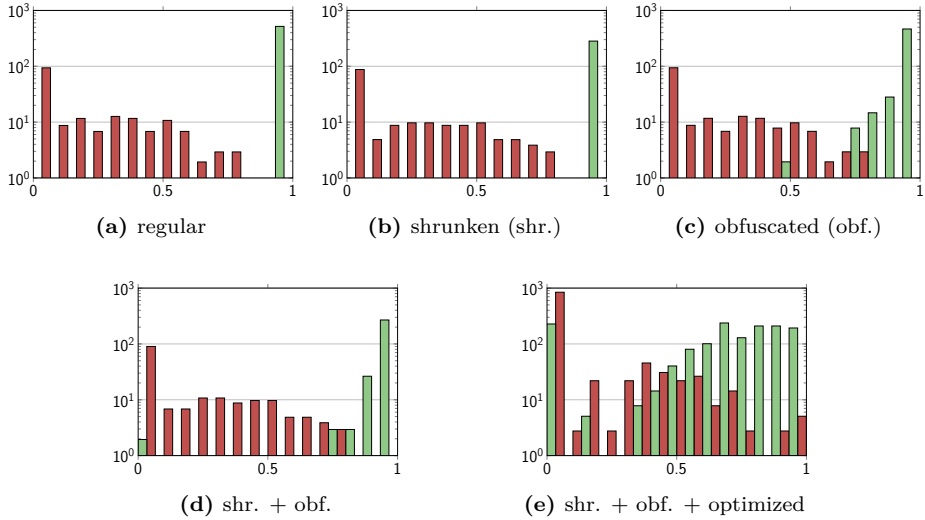 10³ 10³ 10³
10² 10² 10²
10¹ 10¹ 10¹
10⁰ 10⁰ 10⁰
0 0.5 1 0 0.5 1 0 0.5 1
(a) regular (b) shrunken (shr.) (c) obfuscated (obf.)
10³ 10³
10² 10²
10¹ 10¹
10⁰ 10⁰
0 0.5 1 0 0.5 1
(d) shr. + obf. (e) shr. + obf. + optimized